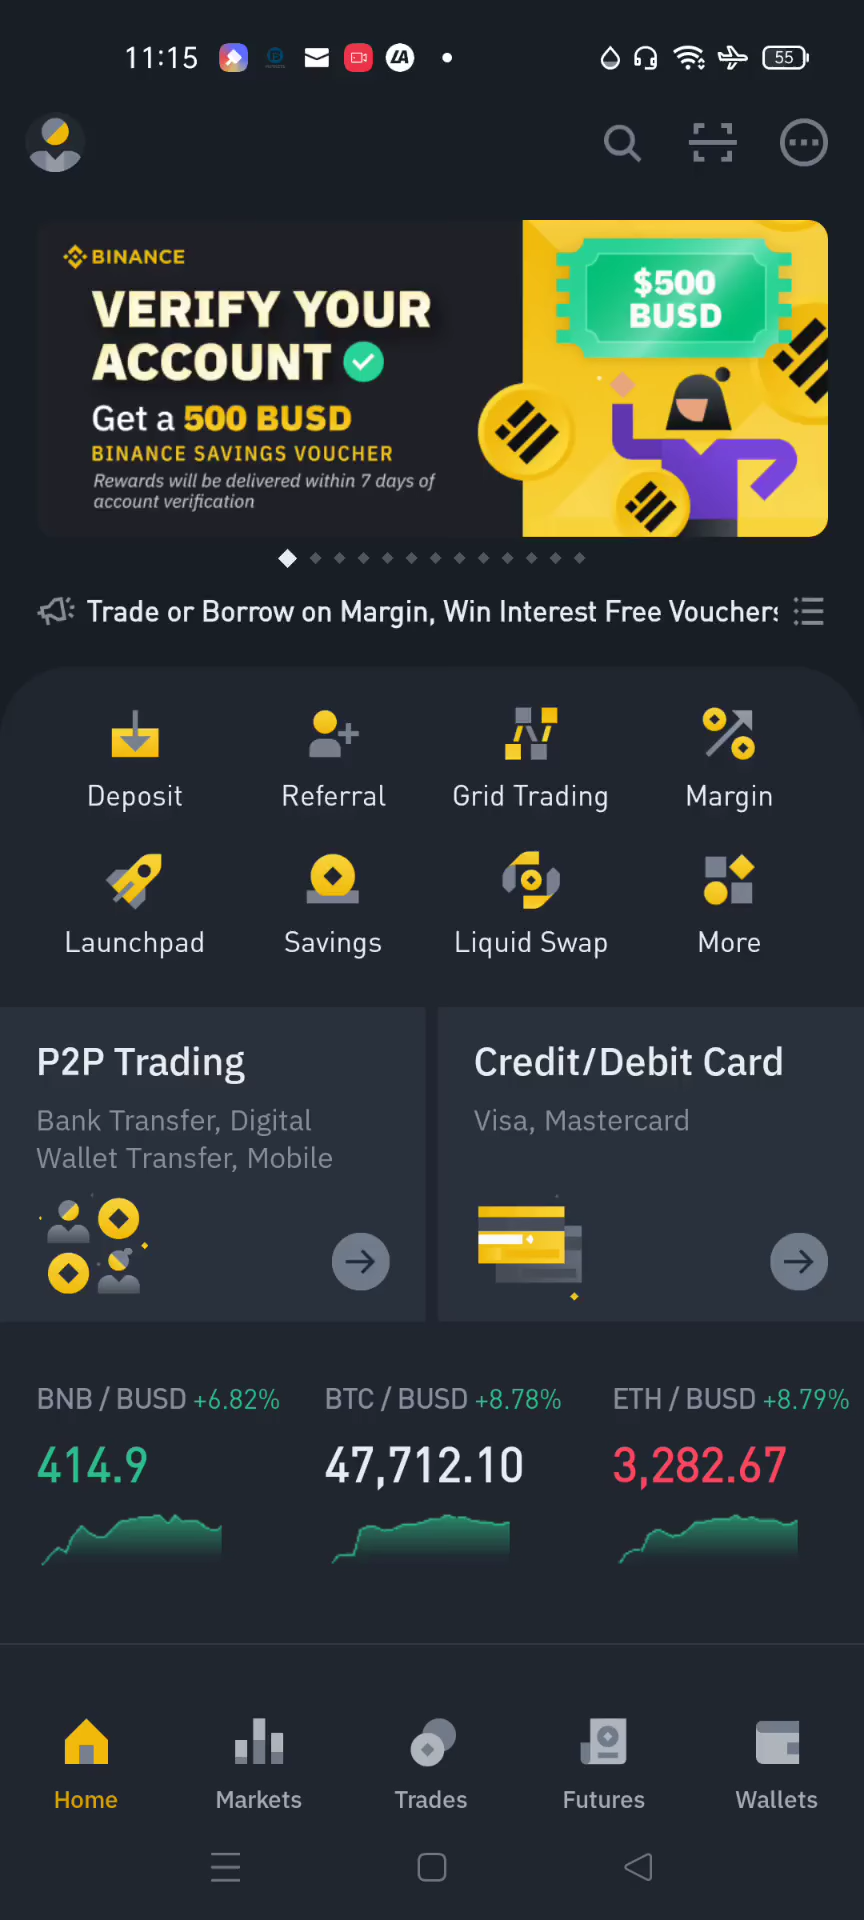 11:15
55
BINANCE
VERIFY YOUR
ACCOUNT
Get a 500 BUSD
BINANCE SAVINGS VOUCHER
Rewards will be delivered within 7 days of
account verification
$500
BUSD
Trade or Borrow on Margin, Win Interest Free Vouchers
Deposit Referral Grid Trading Margin
Launchpad Savings Liquid Swap More
P2P Trading
Bank Transfer, Digital
Wallet Transfer, Mobile
Credit/Debit Card
Visa, Mastercard
BNB / BUSD +6.82%
414.9
BTC / BUSD +8.78%
47,712.10
ETH / BUSD +8.79%
3,282.67
Home Markets Trades Futures Wallets